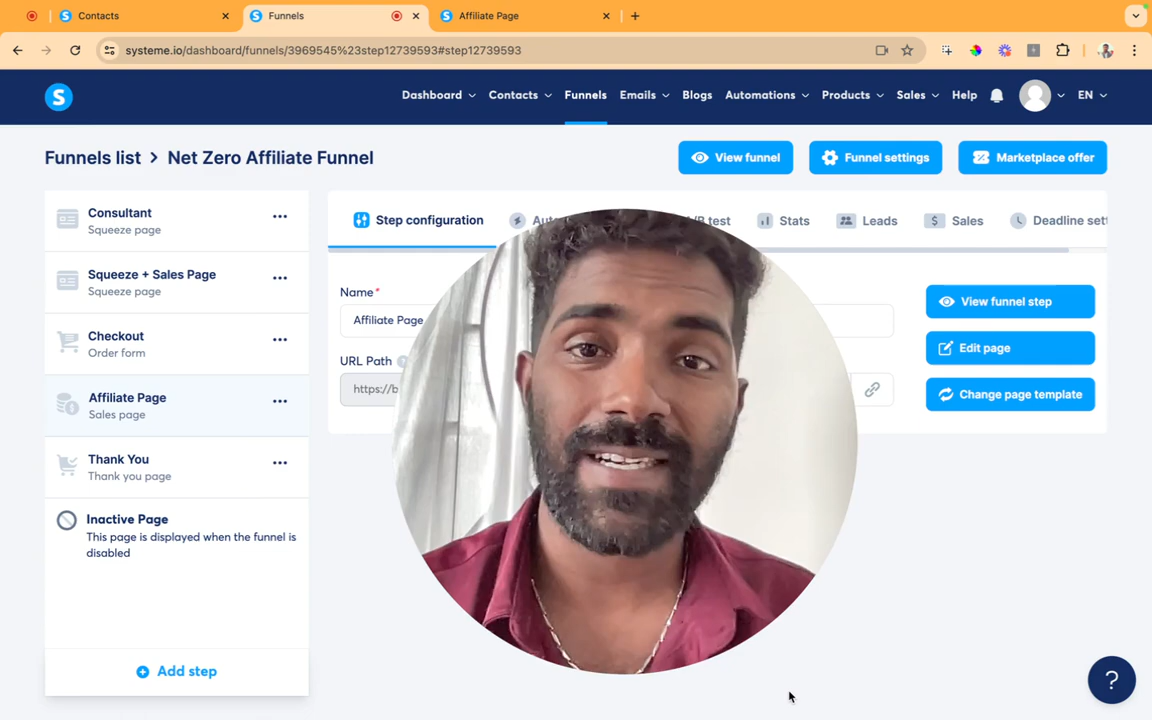 Contacts
Funnels
Affiliate Page
systeme.io/dashboard/funnels/3969545%23step12739593#step12739593
S
Dashboard
Contacts
Funnels
Emails
Blogs
Automations
Products
Sales
Help
EN
Funnels list > Net Zero Affiliate Funnel
View funnel
Funnel settings
Marketplace offer
Consultant
Squeeze page
Squeeze + Sales Page
Squeeze page
Checkout
Order form
Affiliate Page
Sales page
Thank You
Thank you page
Inactive Page
This page is displayed when the funnel is
disabled
Add step
Step configuration
test
Stats
Leads
Sales
Deadline
Name*
Affiliate Page
URL Path
https://b
View funnel step
Edit page
Change page template
?